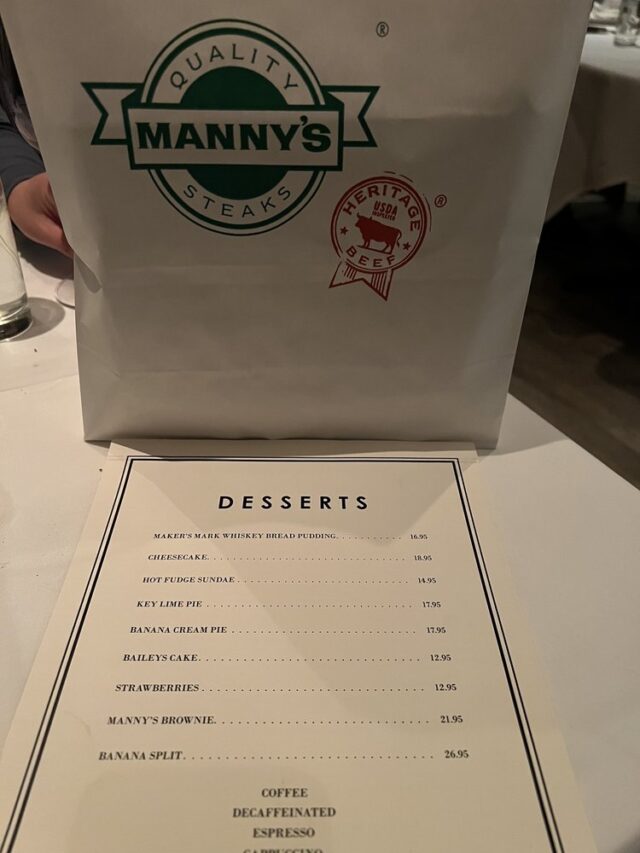 ®
QUALITY
MANNY'S
STEAKS
®
HERITAGE
USDA
INSPECTED
BEEF
DESSERTS
MAKER'S MARK WHISKEY BREAD PUDDING. . . . . . . . . . . 16.95
CHEESECAKE. . . . . . . . . . . . . . . . . . . . . . . . . . . . . . . . 18.95
HOT FUDGE SUNDAE . . . . . . . . . . . . . . . . . . . . . . . . . . . 14.95
KEY LIME PIE . . . . . . . . . . . . . . . . . . . . . . . . . . . . . . . . 17.95
BANANA CREAM PIE . . . . . . . . . . . . . . . . . . . . . . . . . . . . 17.95
BAILEYS CAKE. . . . . . . . . . . . . . . . . . . . . . . . . . . . . . . . 12.95
STRAWBERRIES . . . . . . . . . . . . . . . . . . . . . . . . . . . . . . . 12.95
MANNY'S BROWNIE. . . . . . . . . . . . . . . . . . . . . . . . . . . . . 21.95
BANANA SPLIT. . . . . . . . . . . . . . . . . . . . . . . . . . . . . . . . 26.95
COFFEE
DECAFFEINATED
ESPRESSO
CAPPUCCINO